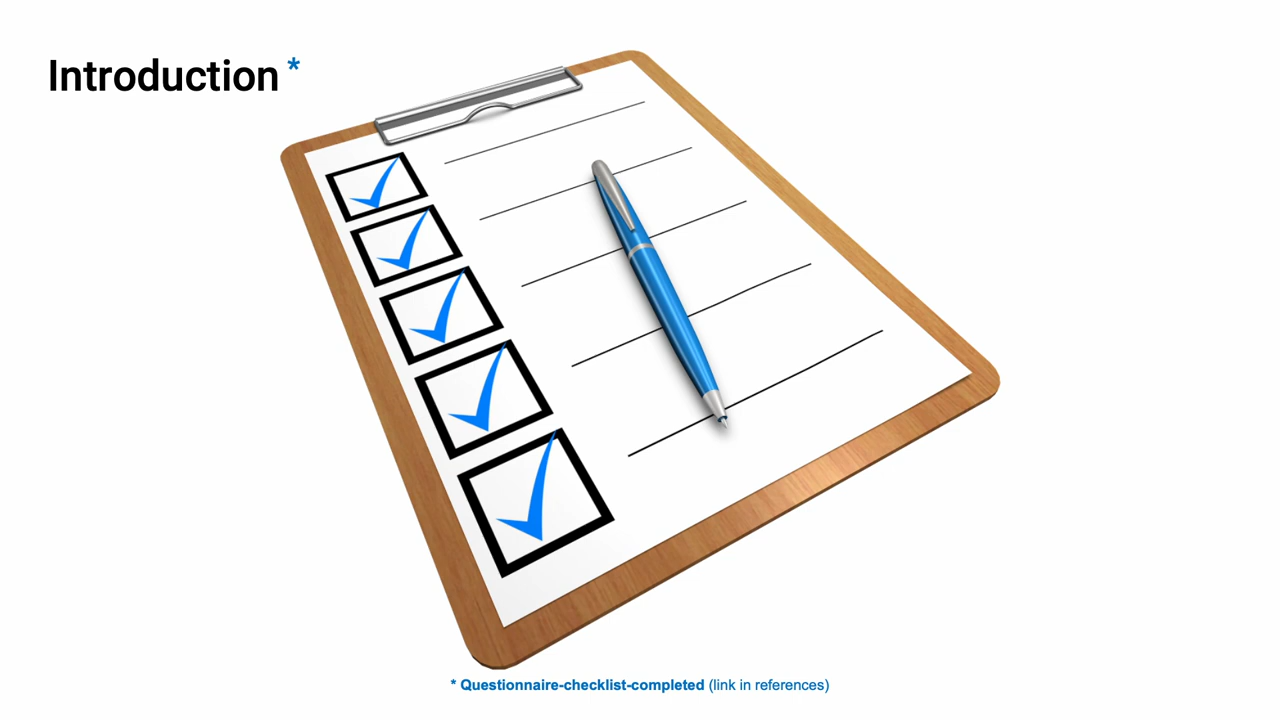 Introduction *
* Questionnaire-checklist-completed (link in references)